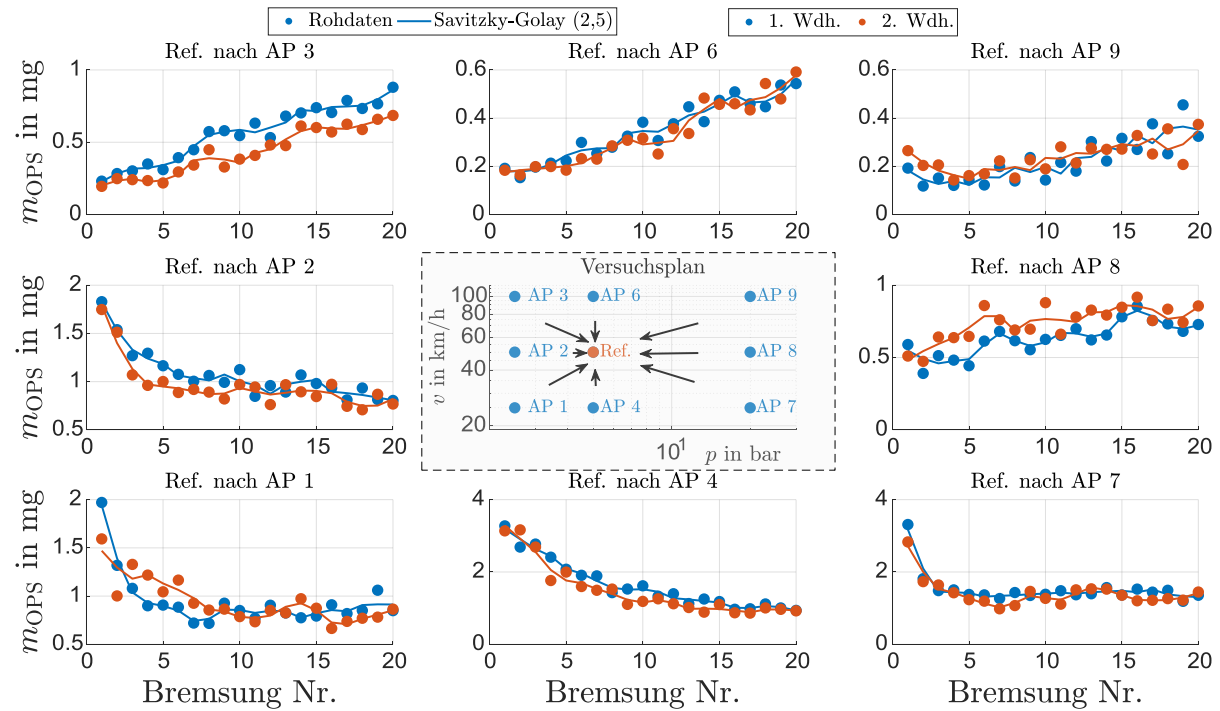 Rohdaten Savitzky-Golay (2,5) 1. Wdh. 2. Wdh.
Ref. nach AP 3 Ref. nach AP 6 Ref. nach AP 9
m_OPS in mg
1
0.5
0
0 5 10 15 20
0.6
0.4
0.2
0
0 5 10 15 20
0.6
0.4
0.2
0
0 5 10 15 20
Ref. nach AP 2 Versuchsplan Ref. nach AP 8
m_OPS in mg
2
1.5
1
0.5
0 5 10 15 20
v in km/h
100
80
60
40
20
AP 3 AP 6 AP 9
AP 2 Ref. AP 8
AP 1 AP 4 AP 7
10¹
p in bar
1
0.5
0
0 5 10 15 20
Ref. nach AP 1 Ref. nach AP 4 Ref. nach AP 7
m_OPS in mg
2
1.5
1
0.5
0 5 10 15 20
4
2
0
0 5 10 15 20
4
2
0
0 5 10 15 20
Bremsung Nr. Bremsung Nr. Bremsung Nr.